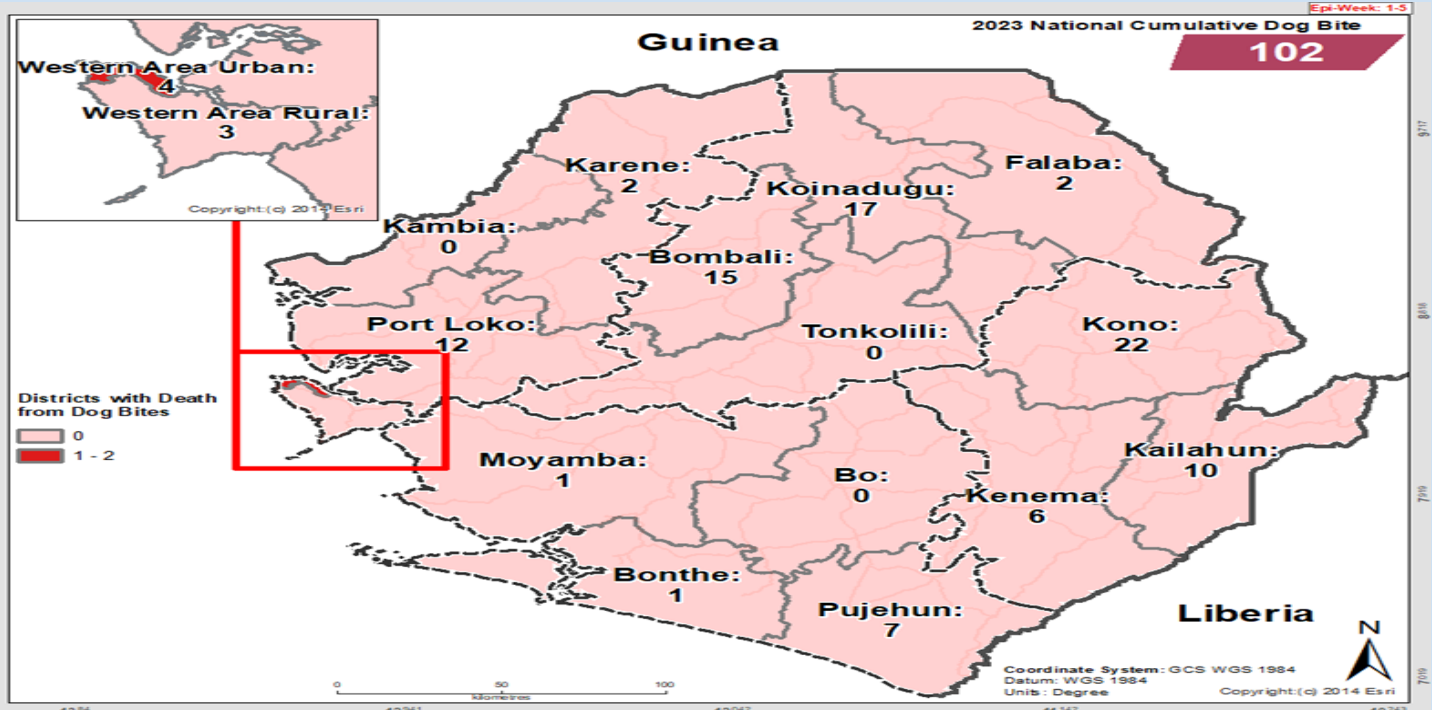 Epi-Week: 1-5
2023 National Cumulative Dog Bite
102
Guinea
Western Area Urban:
4
Western Area Rural:
3
Copyright:(c) 2014 Esri
Karene:
2
Koinadugu:
17
Falaba:
2
Kambia:
0
Bombali:
15
Port Loko:
12
Tonkolili:
0
Kono:
22
Districts with Death
from Dog Bites
0
1 - 2
Moyamba:
1
Bo:
0
Kenema:
6
Kailahun:
10
Bonthe:
1
Pujehun:
7
Liberia
N
0 50 100
kilometres
Coordinate System: GCS WGS 1984
Datum: WGS 1984
Units: Degree
Copyright:(c) 2014 Esri